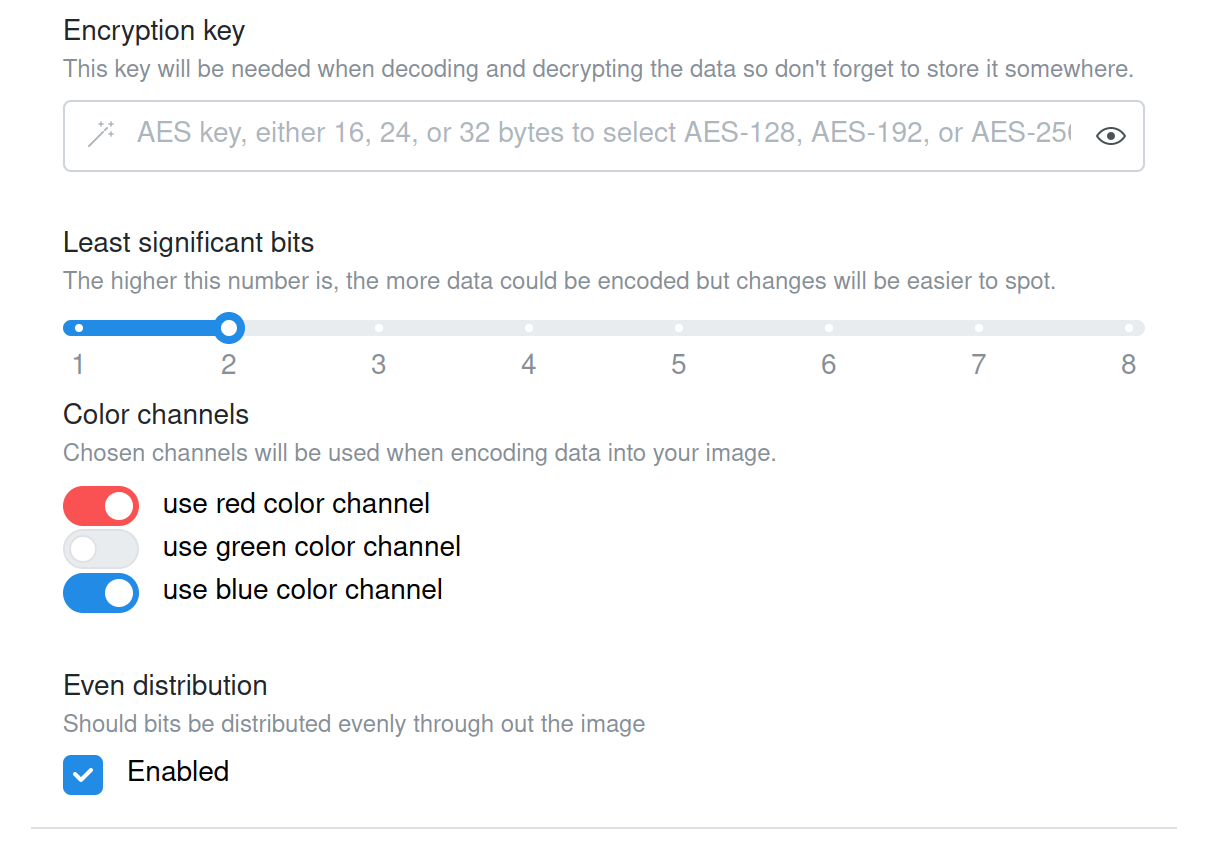 Encryption key
This key will be needed when decoding and decrypting the data so don't forget to store it somewhere.
AES key, either 16, 24, or 32 bytes to select AES-128, AES-192, or AES-256
Least significant bits
The higher this number is, the more data could be encoded but changes will be easier to spot.
1 2 3 4 5 6 7 8
Color channels
Chosen channels will be used when encoding data into your image.
use red color channel
use green color channel
use blue color channel
Even distribution
Should bits be distributed evenly through out the image
Enabled